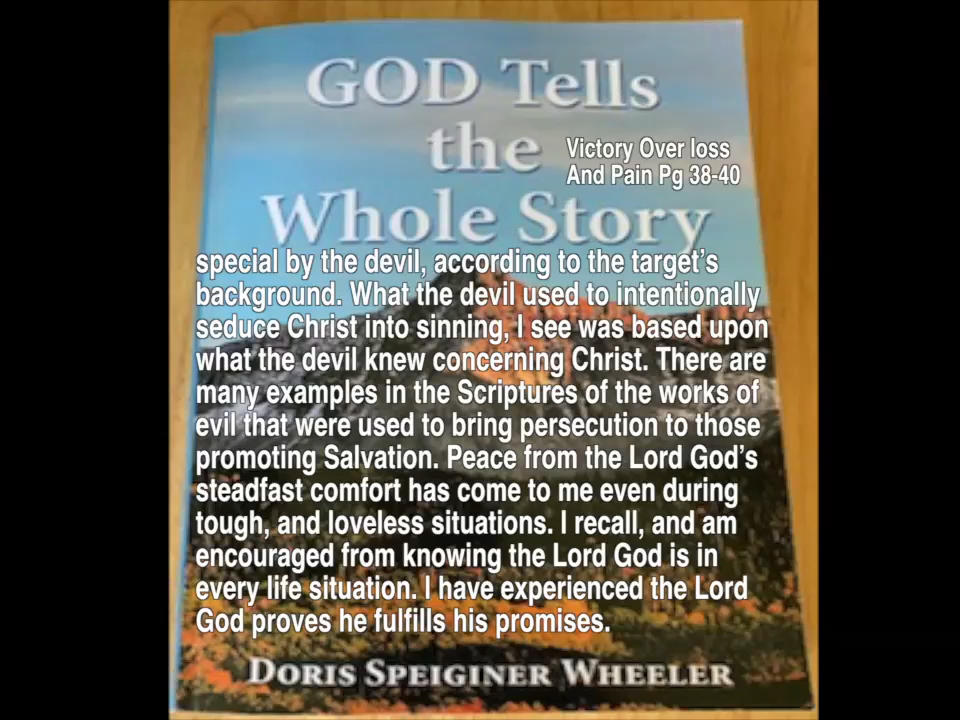 GOD Tells
the
Victory Over loss
And Pain Pg 38-40
Whole Story
special by the devil, according to the target's
background. What the devil used to intentionally
seduce Christ into sinning, I see was based upon
what the devil knew concerning Christ. There are
many examples in the Scriptures of the works of
evil that were used to bring persecution to those
promoting Salvation. Peace from the Lord God's
steadfast comfort has come to me even during
tough, and loveless situations. I recall, and am
encouraged from knowing the Lord God is in
every life situation. I have experienced the Lord
God proves he fulfills his promises.
DORIS SPEIGINER WHEELER